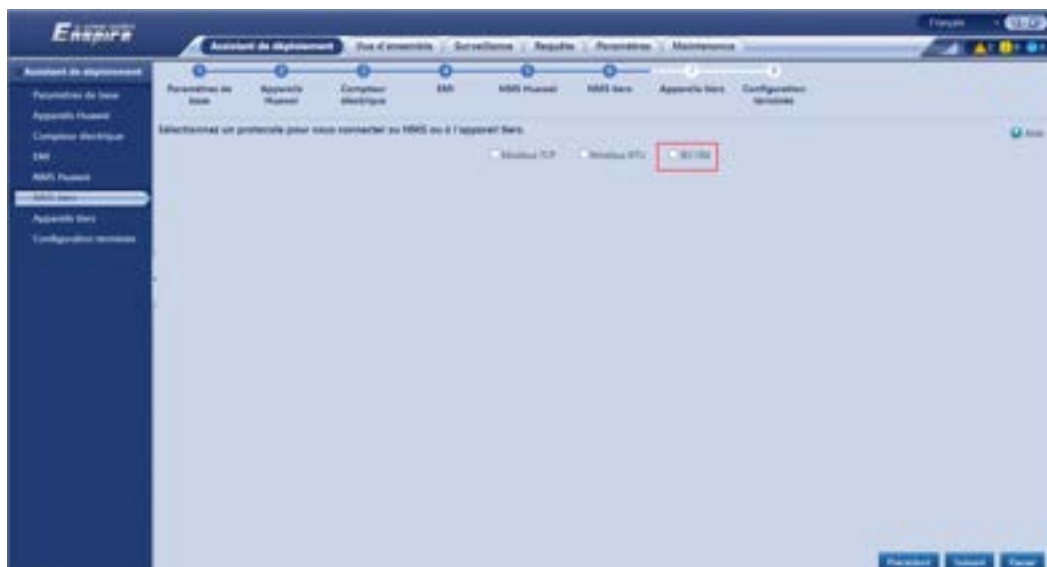 Enspire
Français
Assistant de déploiement Vue d'ensemble Surveillance Requête Paramètres Maintenance
Assistant de déploiement
Paramètres de base
Appareils Huawei
Compteur électrique
EMI
NMS Huawei
NMS tiers
Appareils tiers
Configuration terminée
Paramètres de base
Appareils Huawei
Compteur électrique
EMI
NMS Huawei
NMS tiers
Appareils tiers
Configuration terminée
Sélectionnez un protocole pour vous connecter au NMS ou à l'appareil tiers.
Aide
Modbus TCP Modbus RTU IEC104
Précédent Suivant Passer